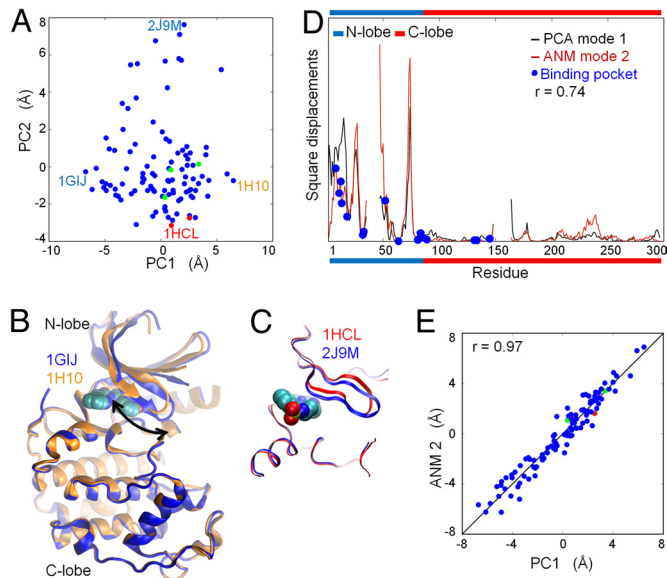 A
8
6
4
2
0
-2
-4
-10
-5
0
5
10
PC2 (Å)
PC1 (Å)
2J9M
1GIJ
1H10
1HCL
D
N-lobe
C-lobe
PCA mode 1
ANM mode 2
Binding pocket
r = 0.74
Square displacements
1
50
100
150
200
250
300
Residue
B
N-lobe
1GIJ
1H10
C-lobe
C
1HCL
2J9M
E
r = 0.97
8
4
0
-4
-8
-8
-4
0
4
8
ANM 2 (Å)
PC1 (Å)